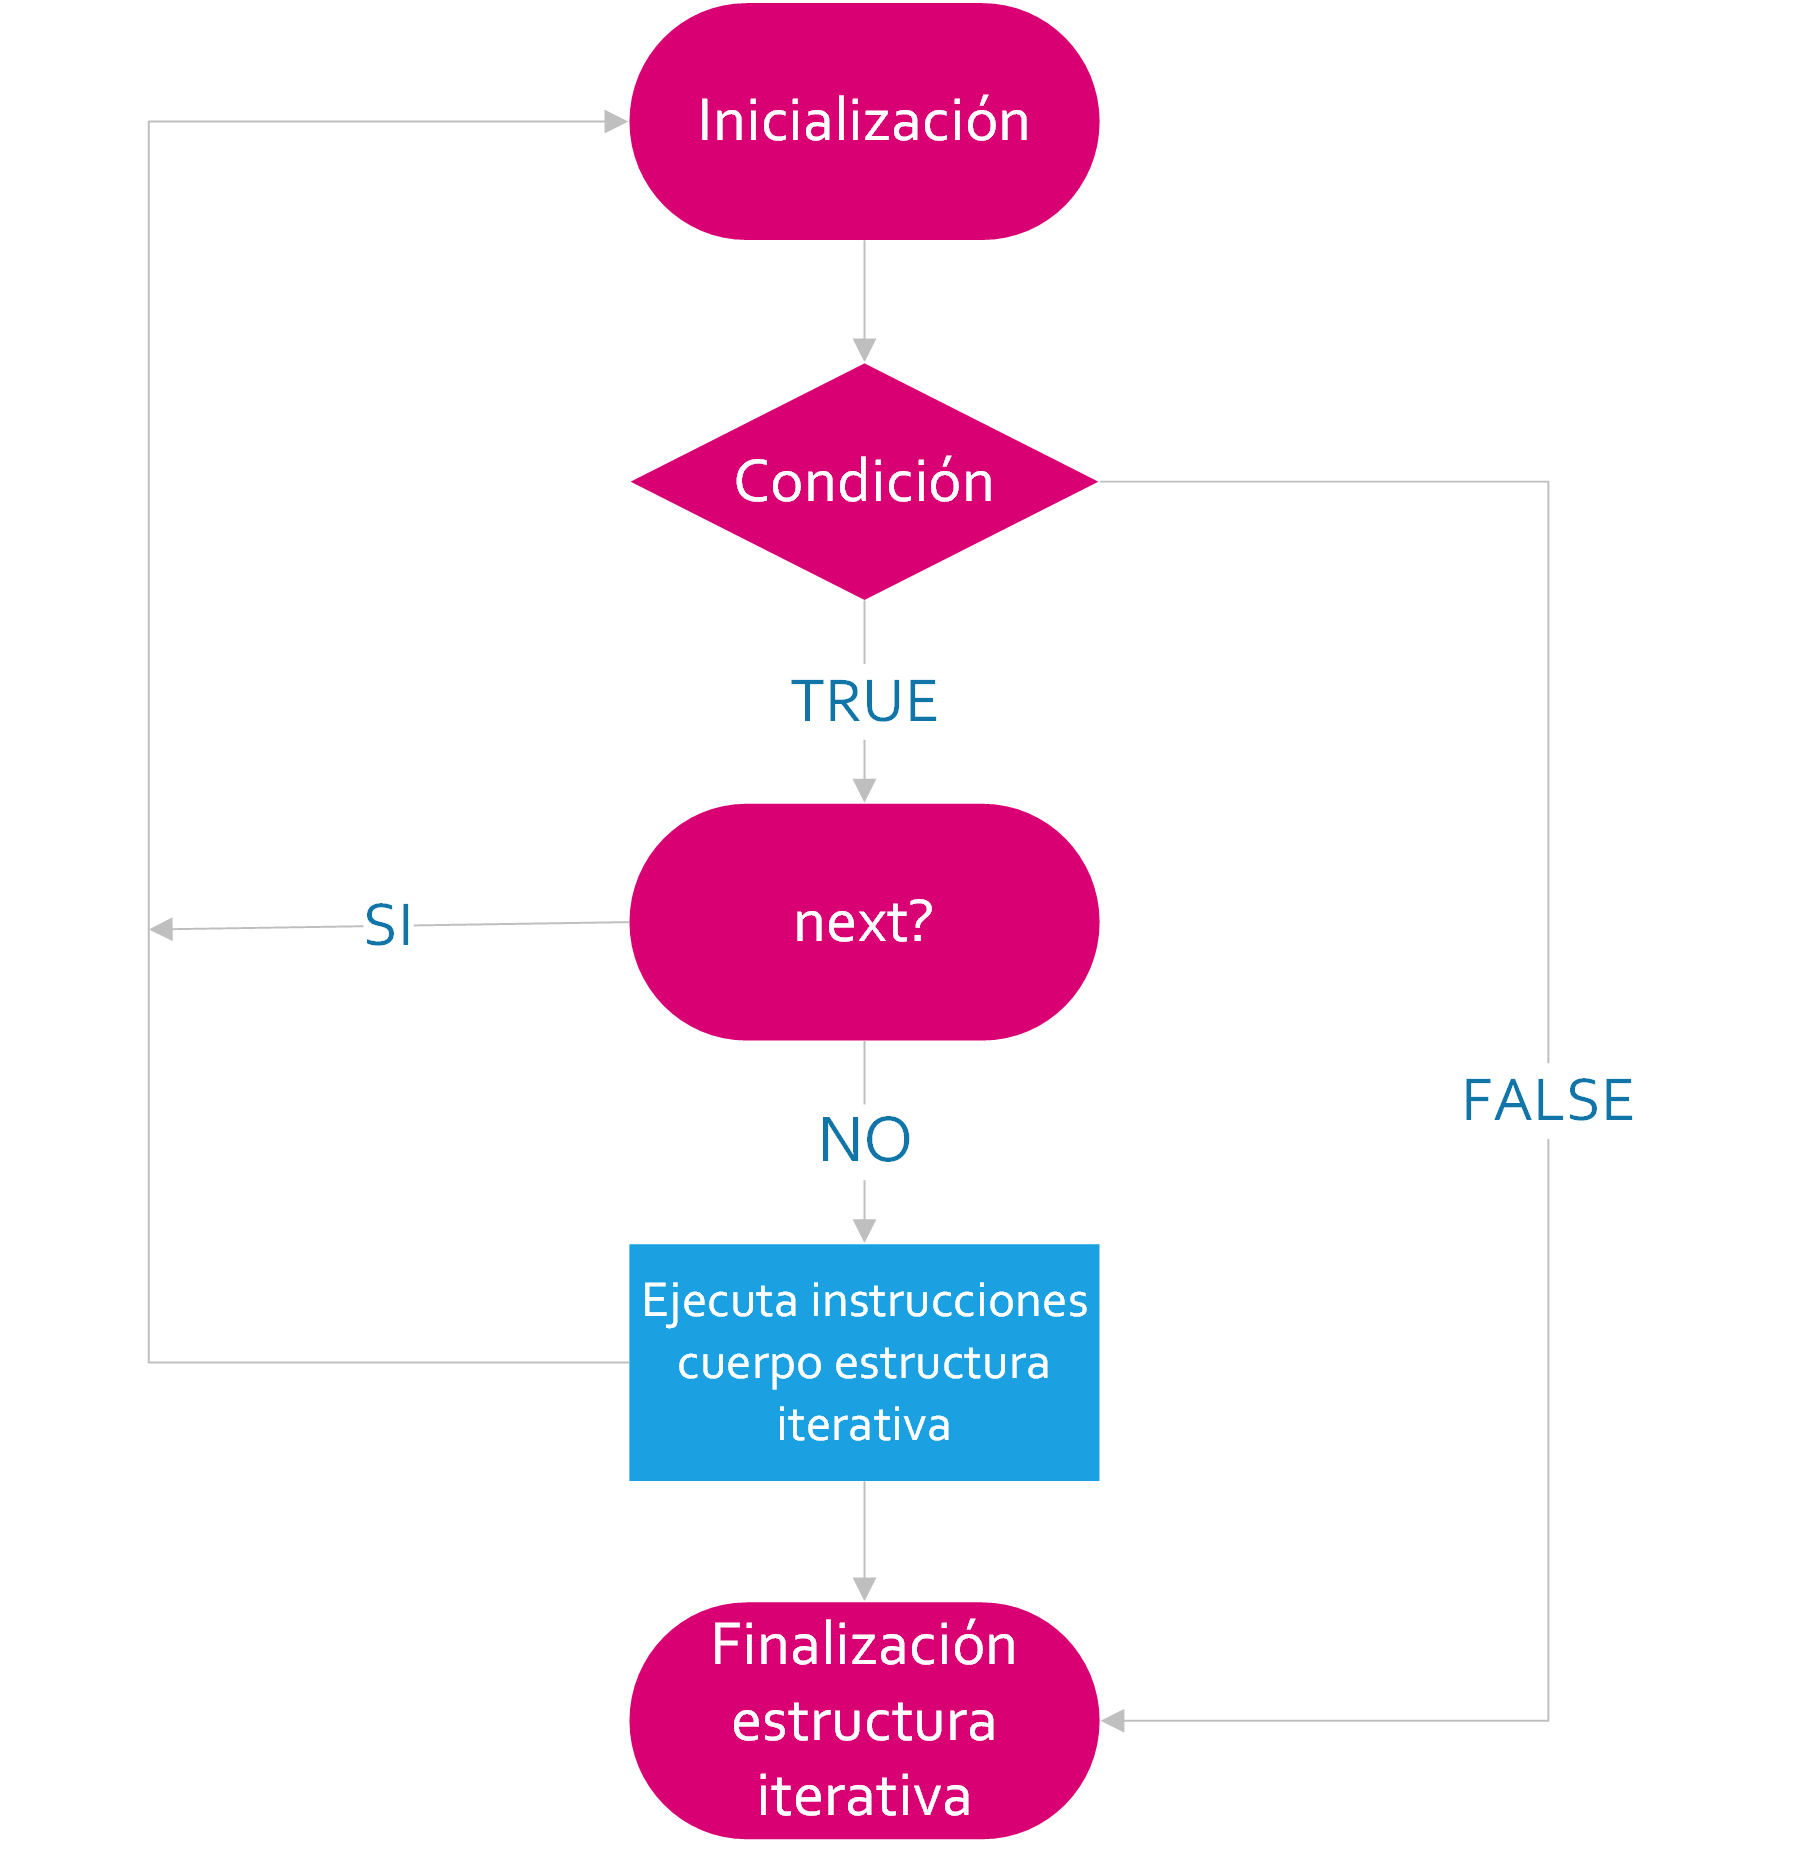 Inicialización
Condición
TRUE
next?
SI
NO
FALSE
Ejecuta instrucciones
cuerpo estructura
iterativa
Finalización
estructura
iterativa